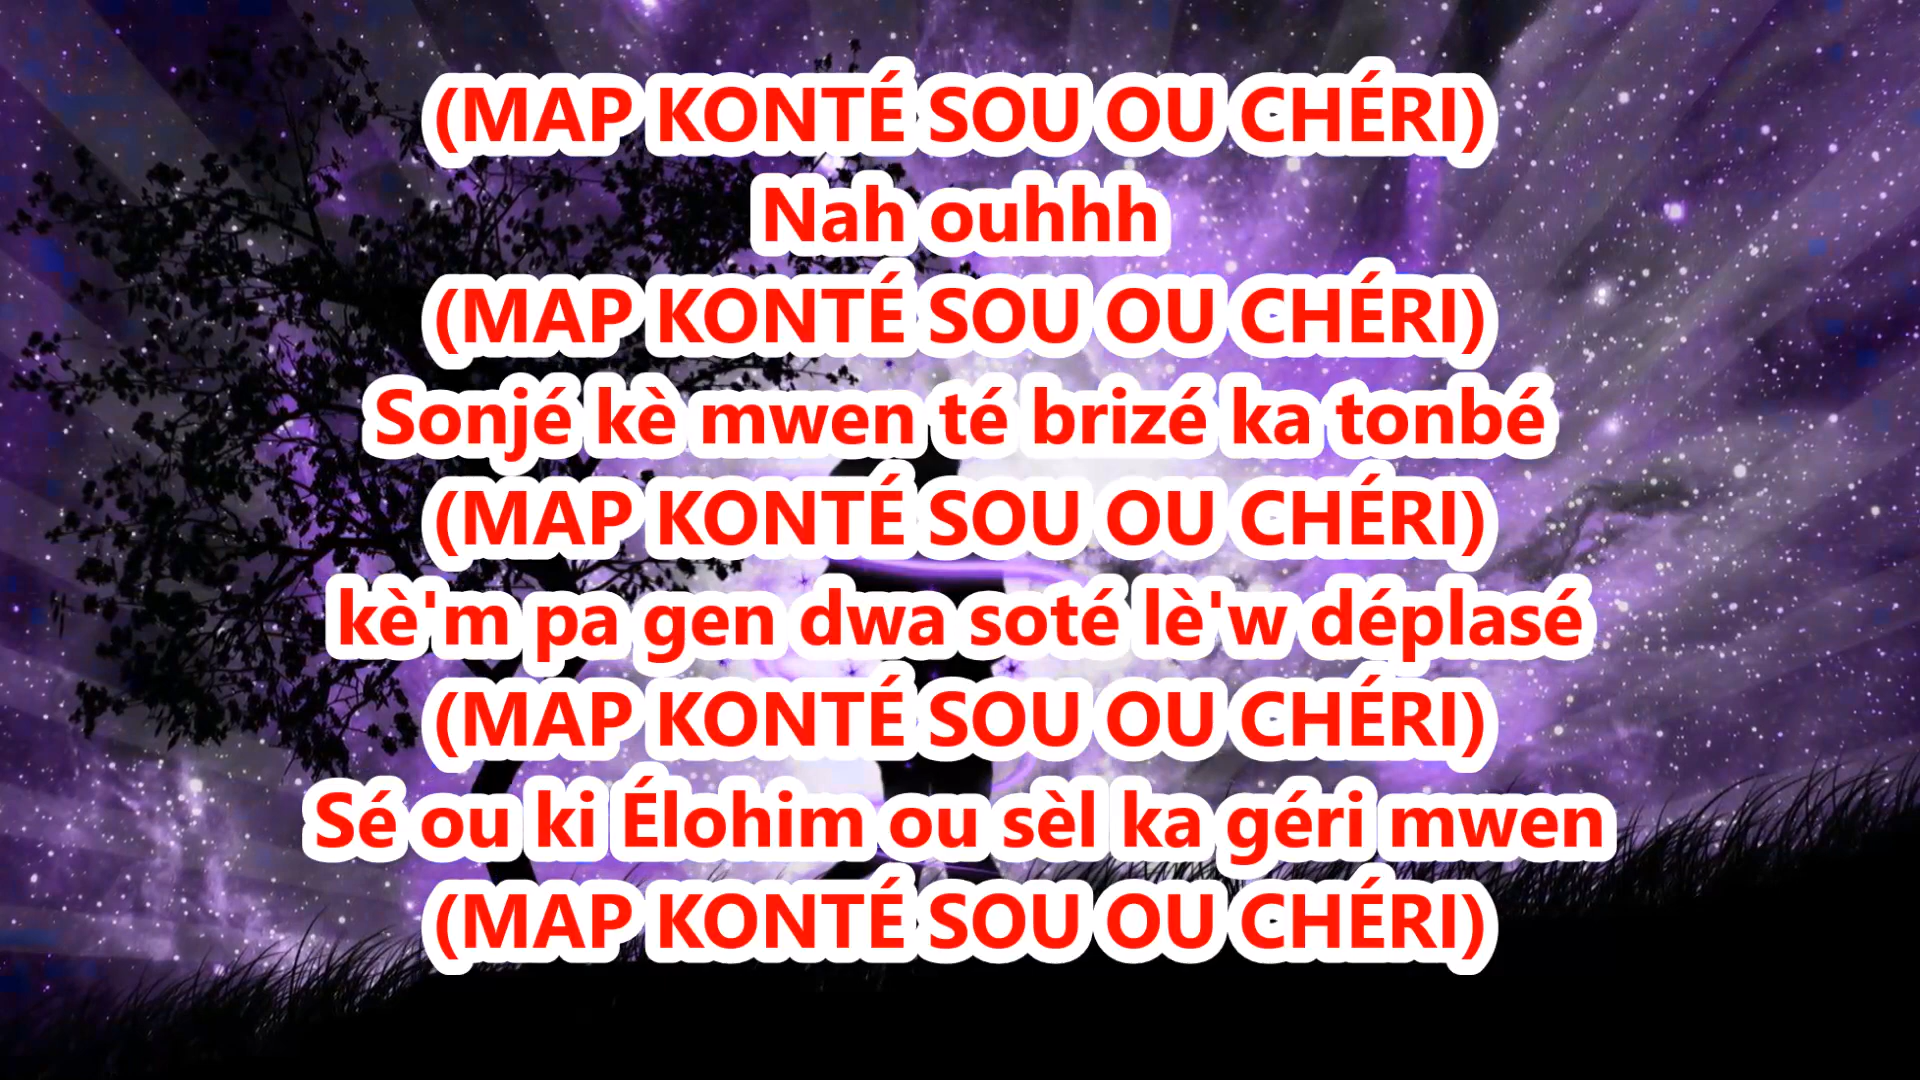 (MAP KONTÉ SOU OU CHÉRI)
Nah ouhhh
(MAP KONTÉ SOU OU CHÉRI)
Sonjé kè mwen té brizé ka tonbé
(MAP KONTÉ SOU OU CHÉRI)
kè'm pa gen dwa soté lè'w déplasé
(MAP KONTÉ SOU OU CHÉRI)
Sé ou ki Élohim ou sèl ka géri mwen
(MAP KONTÉ SOU OU CHÉRI)